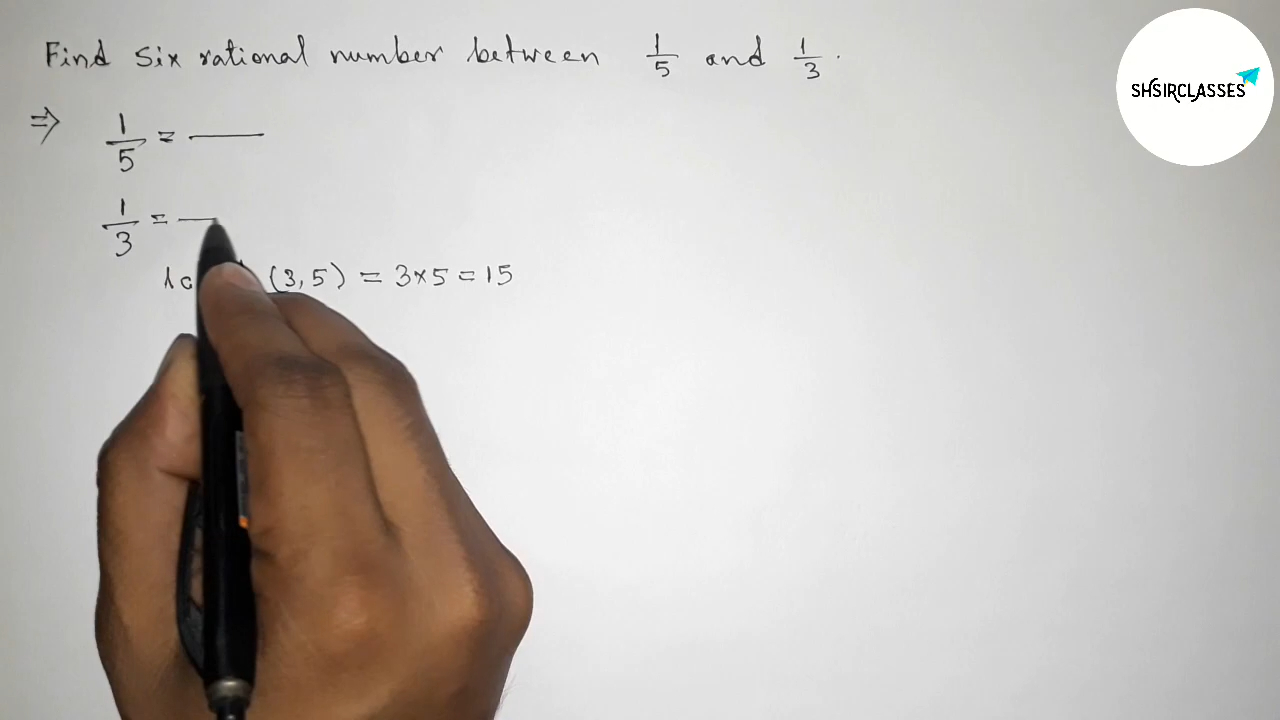 Find six rational number between 1/5 and 1/3.
SHSIRCLASSES
⇒ 1/5 = ―
1/3 = ―
(3,5) = 3×5 = 15